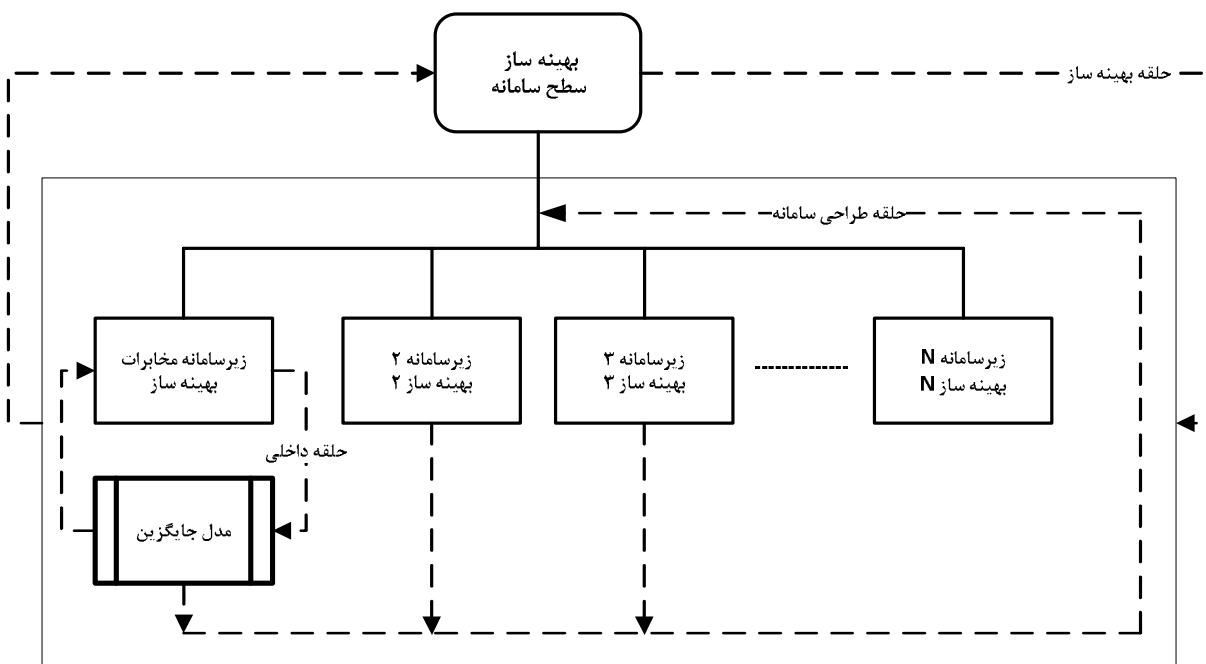 بهینه ساز
سطح سامانه
حلقه بهینه ساز
حلقه طراحی سامانه
زیرسامانه مخابرات
بهینه ساز
زیرسامانه ۲
بهینه ساز ۲
زیرسامانه ۳
بهینه ساز ۳
زیرسامانه N
بهینه ساز N
حلقه داخلی
مدل جایگزین